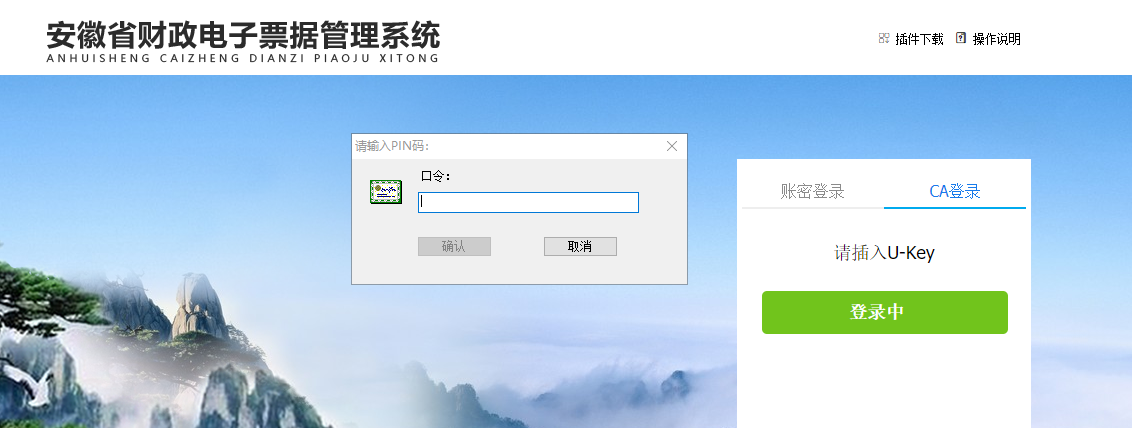 安徽省财政电子票据管理系统
ANHUISHENG CAIZHENG DIANZI PIAOJU XITONG
插件下载 操作说明
请输入PIN码:
口令：
确认 取消
账密登录 CA登录
请插入U-Key
登录中